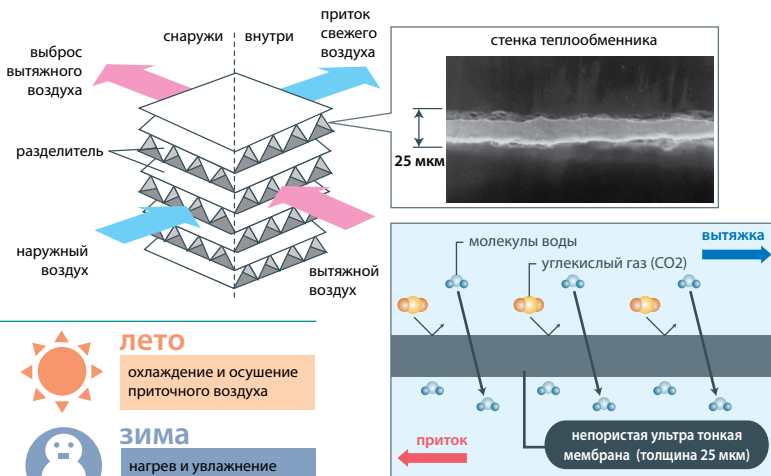 снаружи
внутри
приток
свежего
воздуха
выброс
вытяжного
воздуха
разделитель
наружный
воздух
вытяжной
воздух
стенка теплообменника
25 мкм
молекулы воды
углекислый газ (CO2)
вытяжка
приток
непористая ультра тонкая
мембрана (толщина 25 мкм)
лето
охлаждение и осушение
приточного воздуха
зима
нагрев и увлажнение